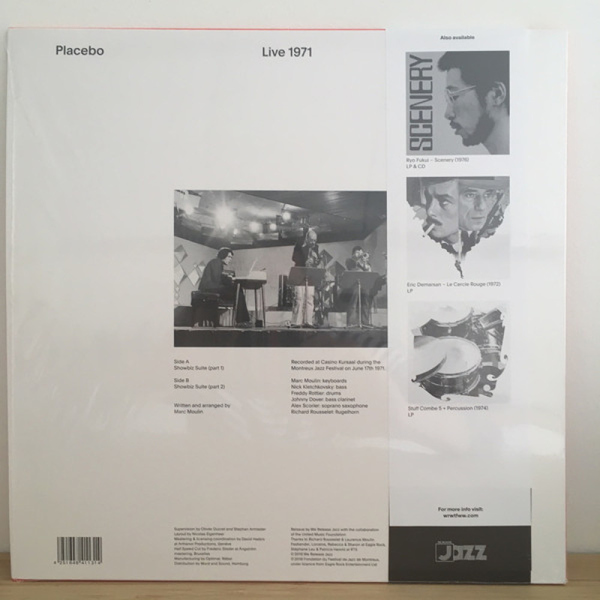 Placebo
Live 1971
Also available
SCENERY
Ryo Fukui – Scenery (1976)
LP & CD
Eric Demarsan – Le Cercle Rouge (1972)
LP
Stuff Combe 5 + Percussion (1974)
LP
Side A
Showbiz Suite (part 1)
Side B
Showbiz Suite (part 2)
Written and arranged by
Marc Moulin
Recorded at Casino Kursaal during the
Montreux Jazz Festival on June 17th 1971.
Marc Moulin: keyboards
Nick Kletchkovsky: bass
Freddy Rottier: drums
Johnny Dover: bass clarinet
Alex Scorier: soprano saxophone
Richard Rousselet: flugelhorn
For more info visit:
wrwtfww.com
JAZZ